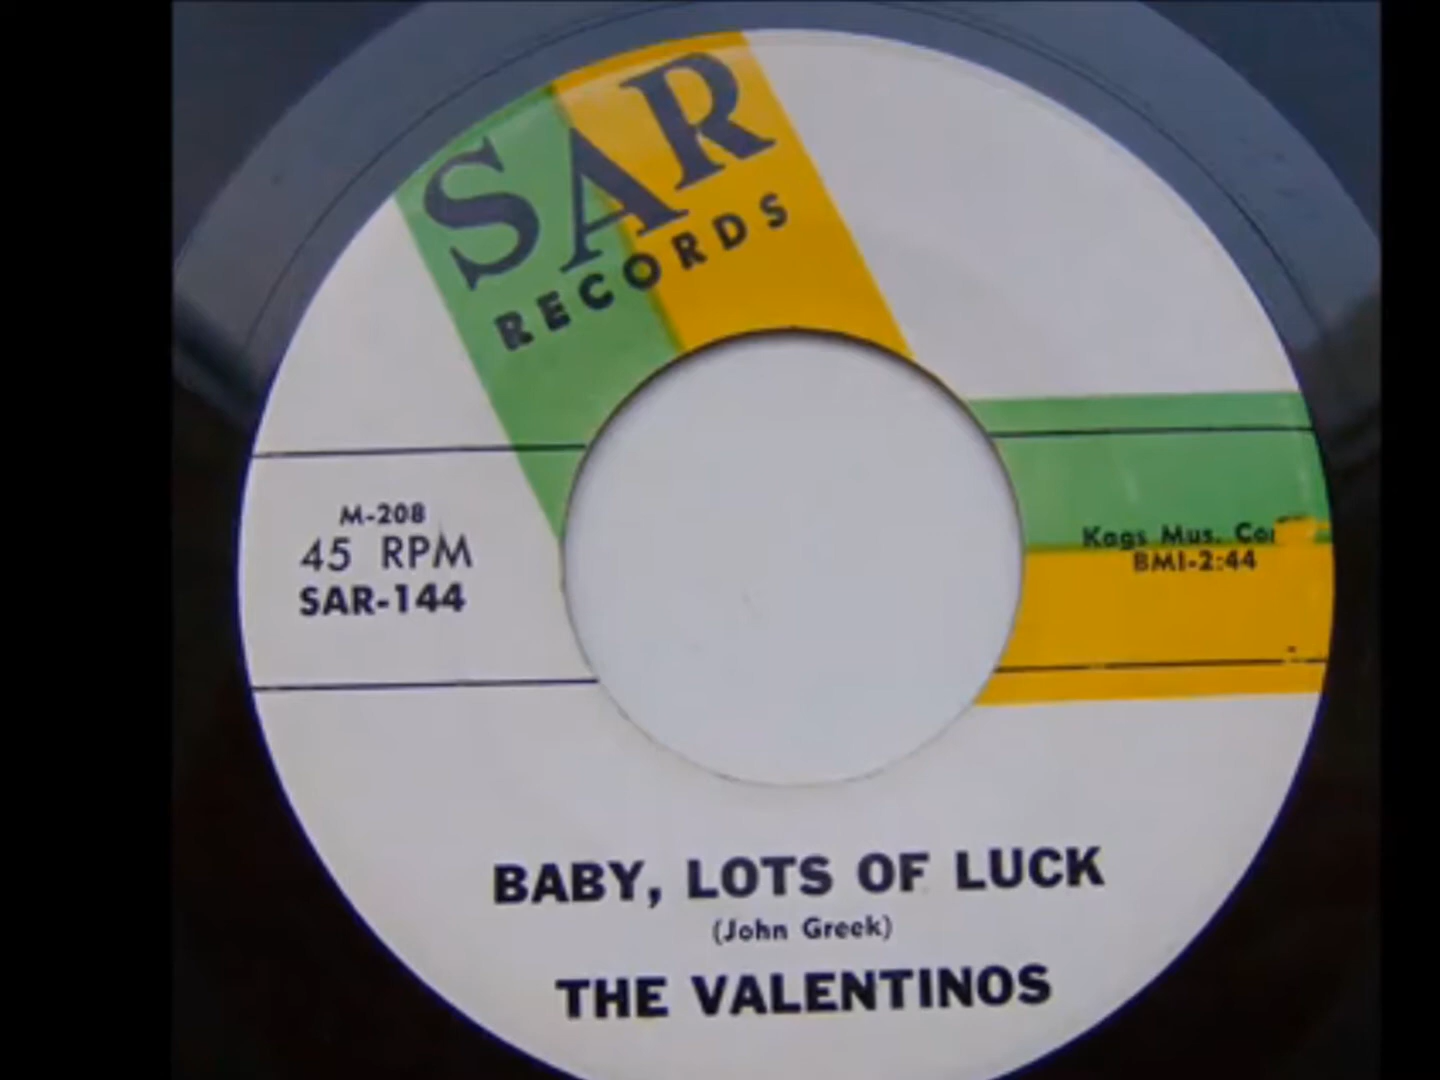 SAR
RECORDS
M-208
45 RPM
SAR-144
Kags Mus. 
BMI-2:44
BABY, LOTS OF LUCK
(John Greek)
THE VALENTINOS